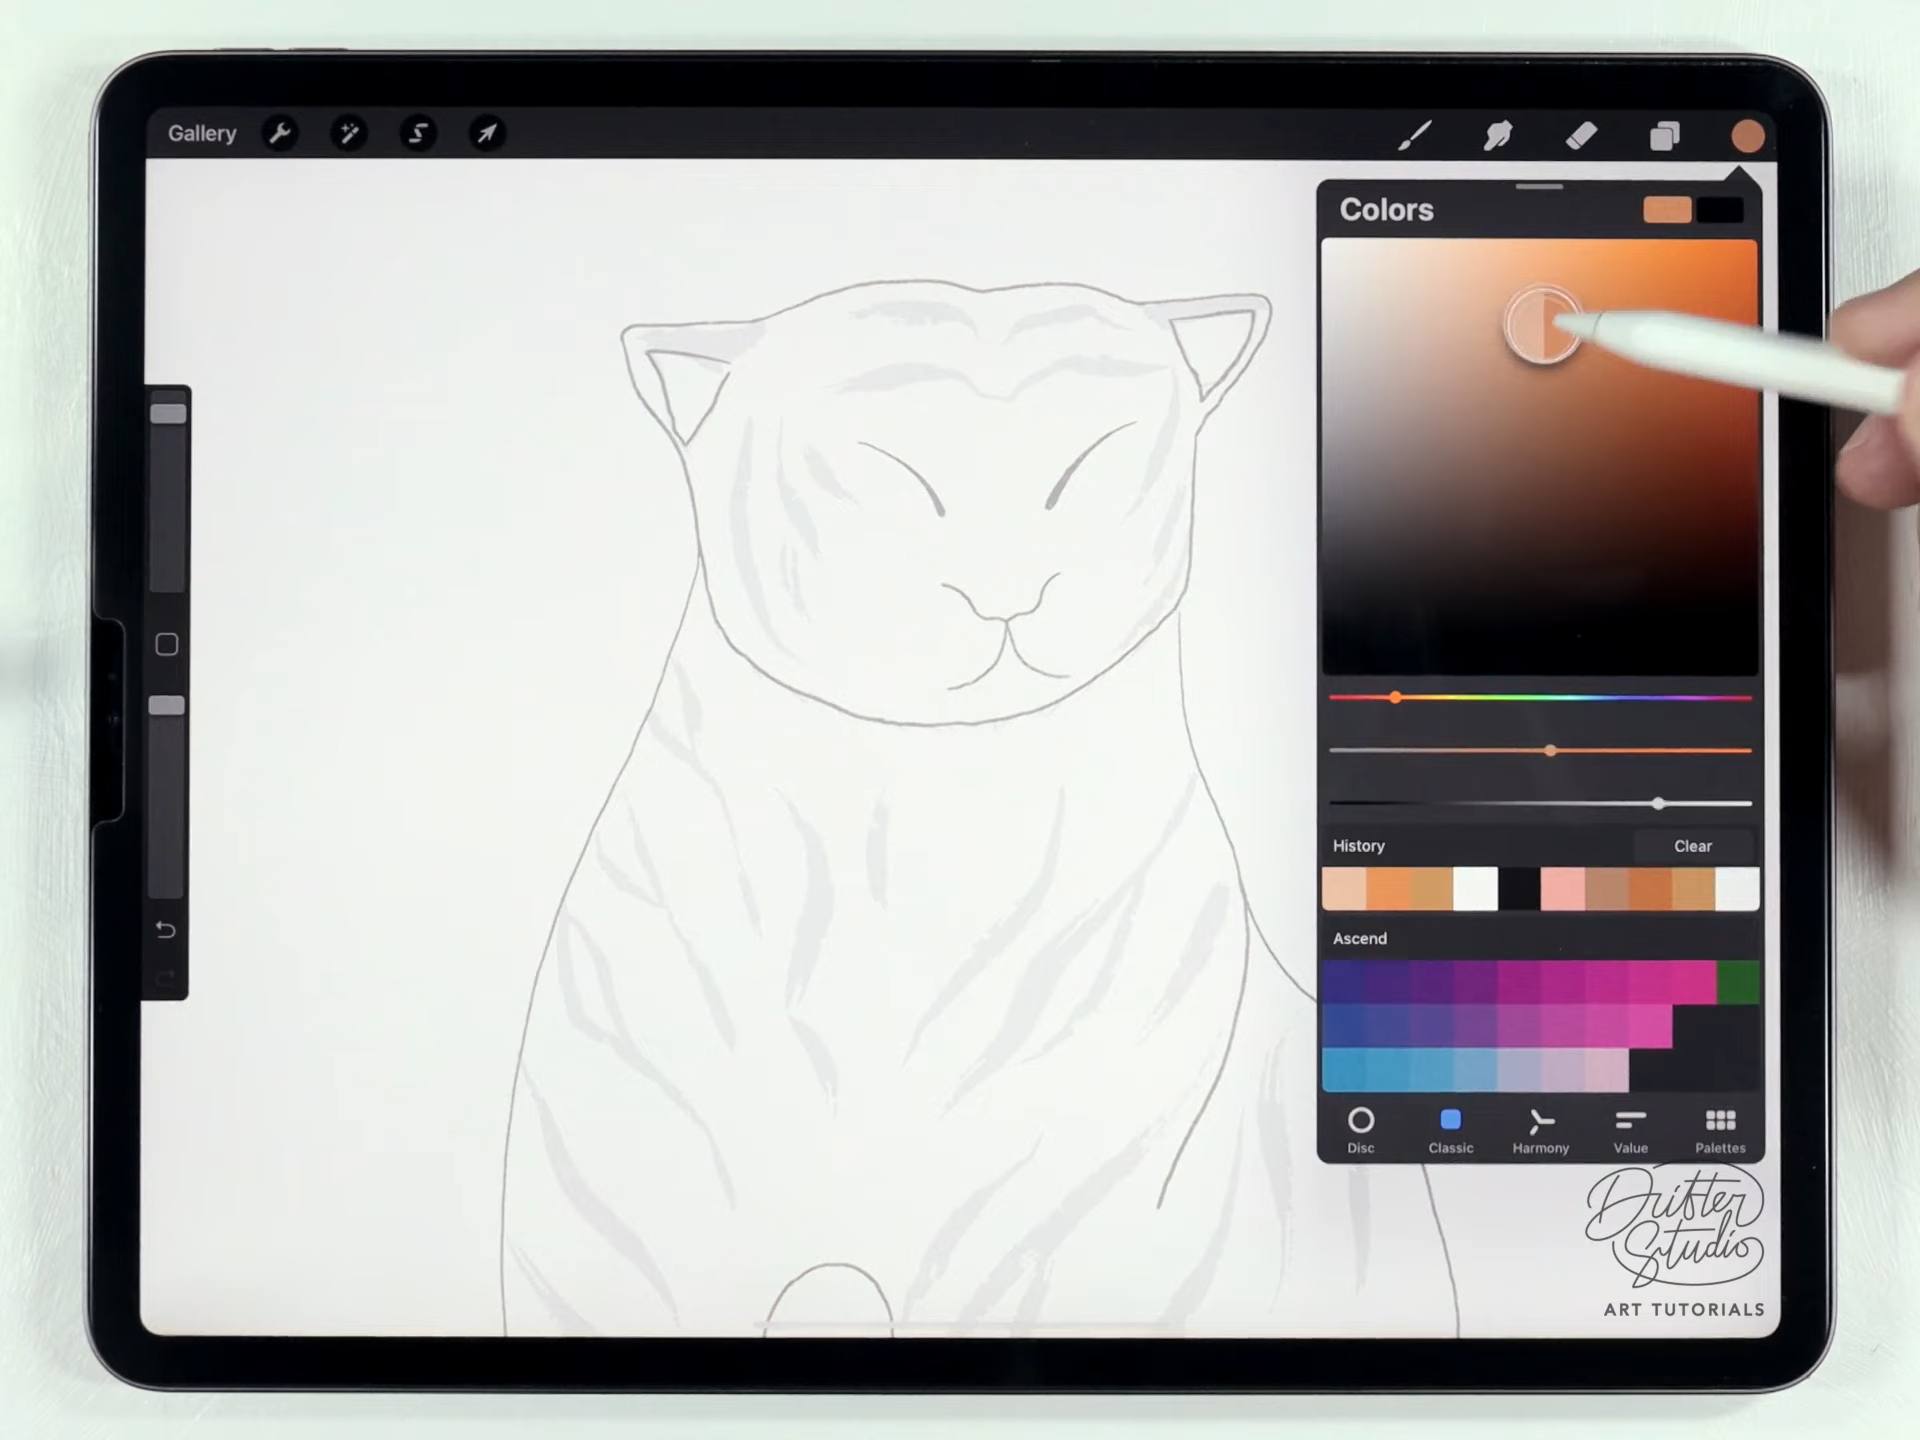 Gallery
Colors
History
Clear
Ascend
Disc
Classic
Harmony
Value
Palettes
Drifter
Studio
ART TUTORIALS